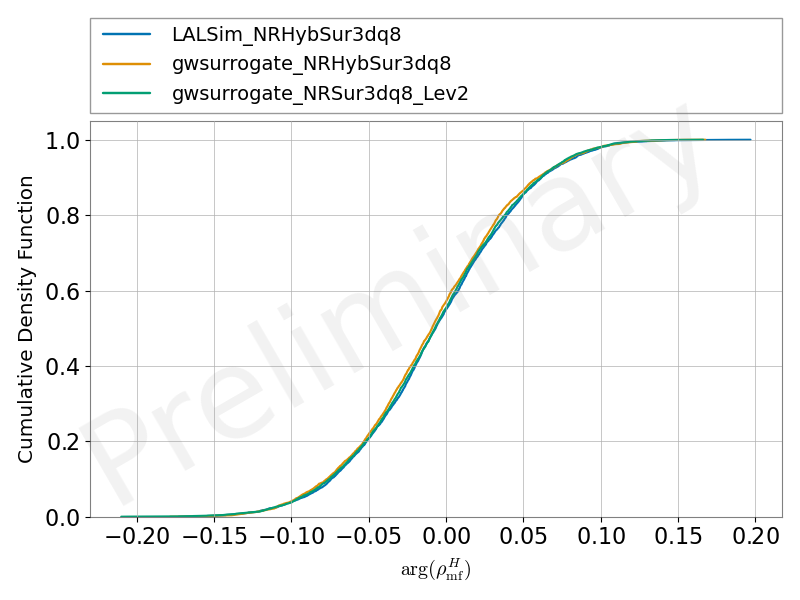 LALSim_NRHybSur3dq8
gwsurrogate_NRHybSur3dq8
gwsurrogate_NRSur3dq8_Lev2
Preliminary
Cumulative Density Function
1.0
0.8
0.6
0.4
0.2
0.0
−0.20 −0.15 −0.10 −0.05 0.00 0.05 0.10 0.15 0.20
arg(ρ_mf^H)